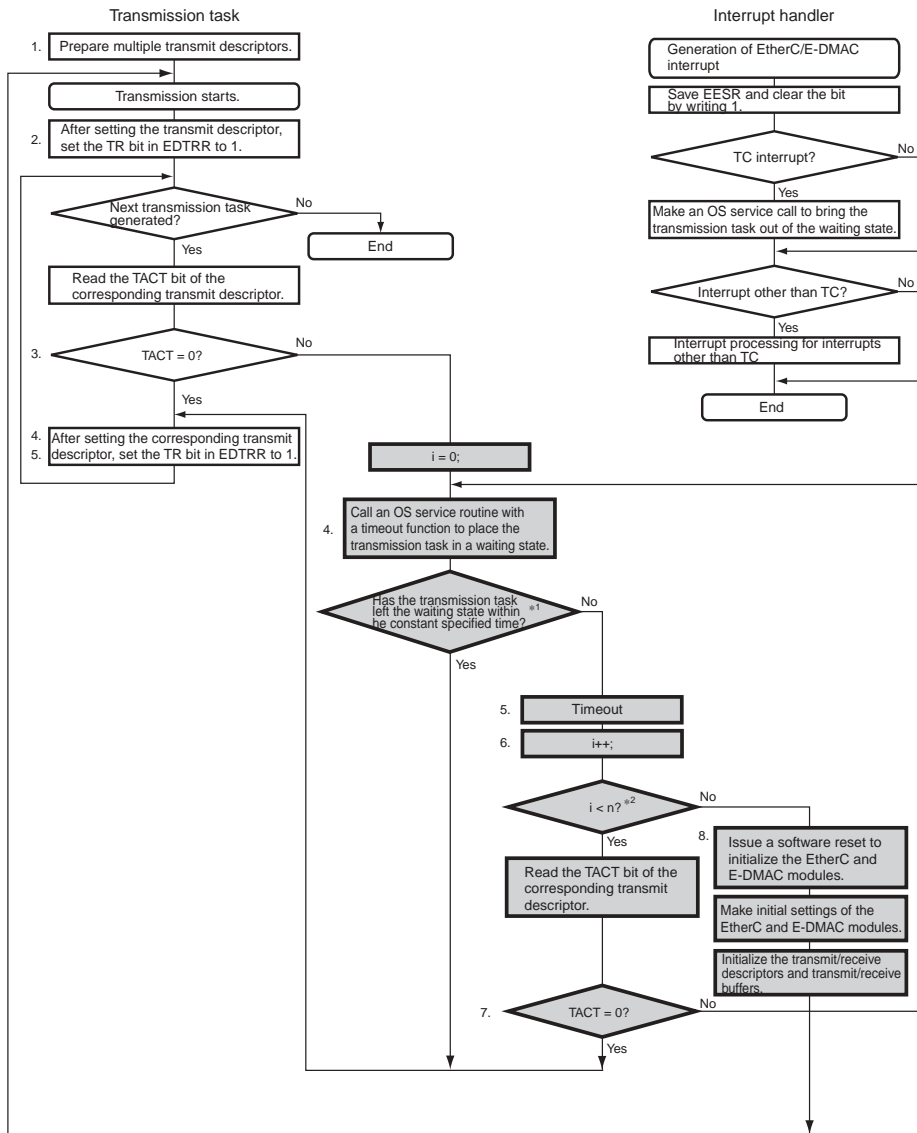 Transmission task
1.
Prepare multiple transmit descriptors.
Transmission starts.
2.
After setting the transmit descriptor,
set the TR bit in EDTRR to 1.
Next transmission task
generated?
No
End
Yes
Read the TACT bit of the
corresponding transmit descriptor.
3.
TACT = 0?
No
Yes
4.
5.
After setting the corresponding transmit
descriptor, set the TR bit in EDTRR to 1.
i = 0;
4.
Call an OS service routine with
a timeout function to place the
transmission task in a waiting state.
Has the transmission task
left the waiting state within
he constant specified time?
*1
No
Yes
5.
Timeout
6.
i++;
i < n? *2
No
Yes
Read the TACT bit of the
corresponding transmit
descriptor.
7.
TACT = 0?
No
Yes
8.
Issue a software reset to
initialize the EtherC and
E-DMAC modules.
Make initial settings of the
EtherC and E-DMAC modules.
Initialize the transmit/receive
descriptors and transmit/receive
buffers.
Interrupt handler
Generation of EtherC/E-DMAC
interrupt
Save EESR and clear the bit
by writing 1.
TC interrupt?
No
Yes
Make an OS service call to bring the
transmission task out of the waiting state.
Interrupt other than TC?
No
Yes
Interrupt processing for interrupts
other than TC
End